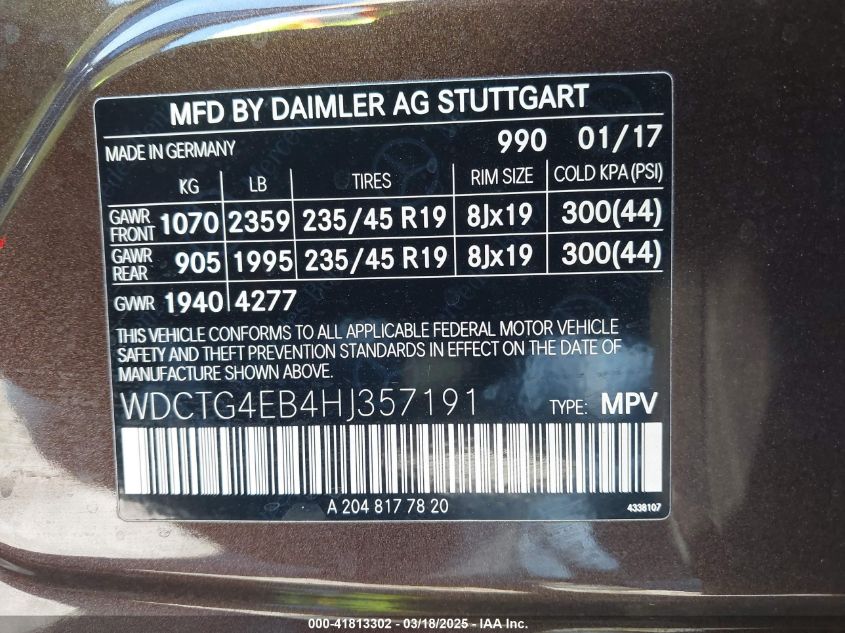 MFD BY DAIMLER AG STUTTGART
MADE IN GERMANY 990 01/17
KG LB TIRES RIM SIZE COLD KPA (PSI)
GAWR FRONT 1070 2359 235/45 R19 8Jx19 300(44)
GAWR REAR 905 1995 235/45 R19 8Jx19 300(44)
GVWR 1940 4277
THIS VEHICLE CONFORMS TO ALL APPLICABLE FEDERAL MOTOR VEHICLE
SAFETY AND THEFT PREVENTION STANDARDS IN EFFECT ON THE DATE OF
MANUFACTURE SHOWN ABOVE.
WDCTG4EB4HJ357191 TYPE: MPV
A 204 817 78 20 4338107
000-41813302 - 03/18/2025 - IAA Inc.